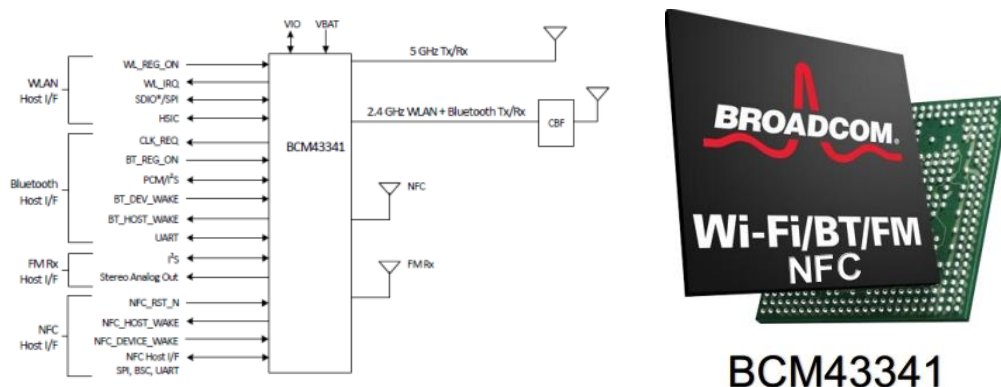 VIO VBAT
WLAN
Host I/F
WL_REG_ON
WL_IRQ
SDIO*/SPI
HSIC
Bluetooth
Host I/F
CLK_REQ
BT_REG_ON
PCM/I²S
BT_DEV_WAKE
BT_HOST_WAKE
UART
FM Rx
Host I/F
I²S
Stereo Analog Out
NFC
Host I/F
NFC_RST_N
NFC_HOST_WAKE
NFC_DEVICE_WAKE
NFC Host I/F
SPI, BSC, UART
BCM43341
5 GHz Tx/Rx
2.4 GHz WLAN + Bluetooth Tx/Rx
CBF
NFC
FM Rx
BROADCOM®
Wi-Fi/BT/FM
NFC
BCM43341